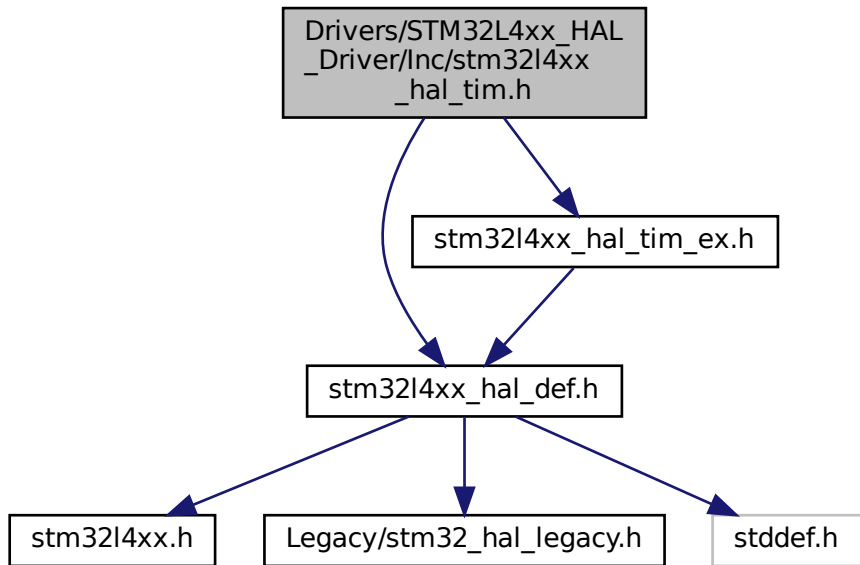 Drivers/STM32L4xx_HAL
_Driver/Inc/stm32l4xx
_hal_tim.h
stm32l4xx_hal_tim_ex.h
stm32l4xx_hal_def.h
stm32l4xx.h
Legacy/stm32_hal_legacy.h
stddef.h